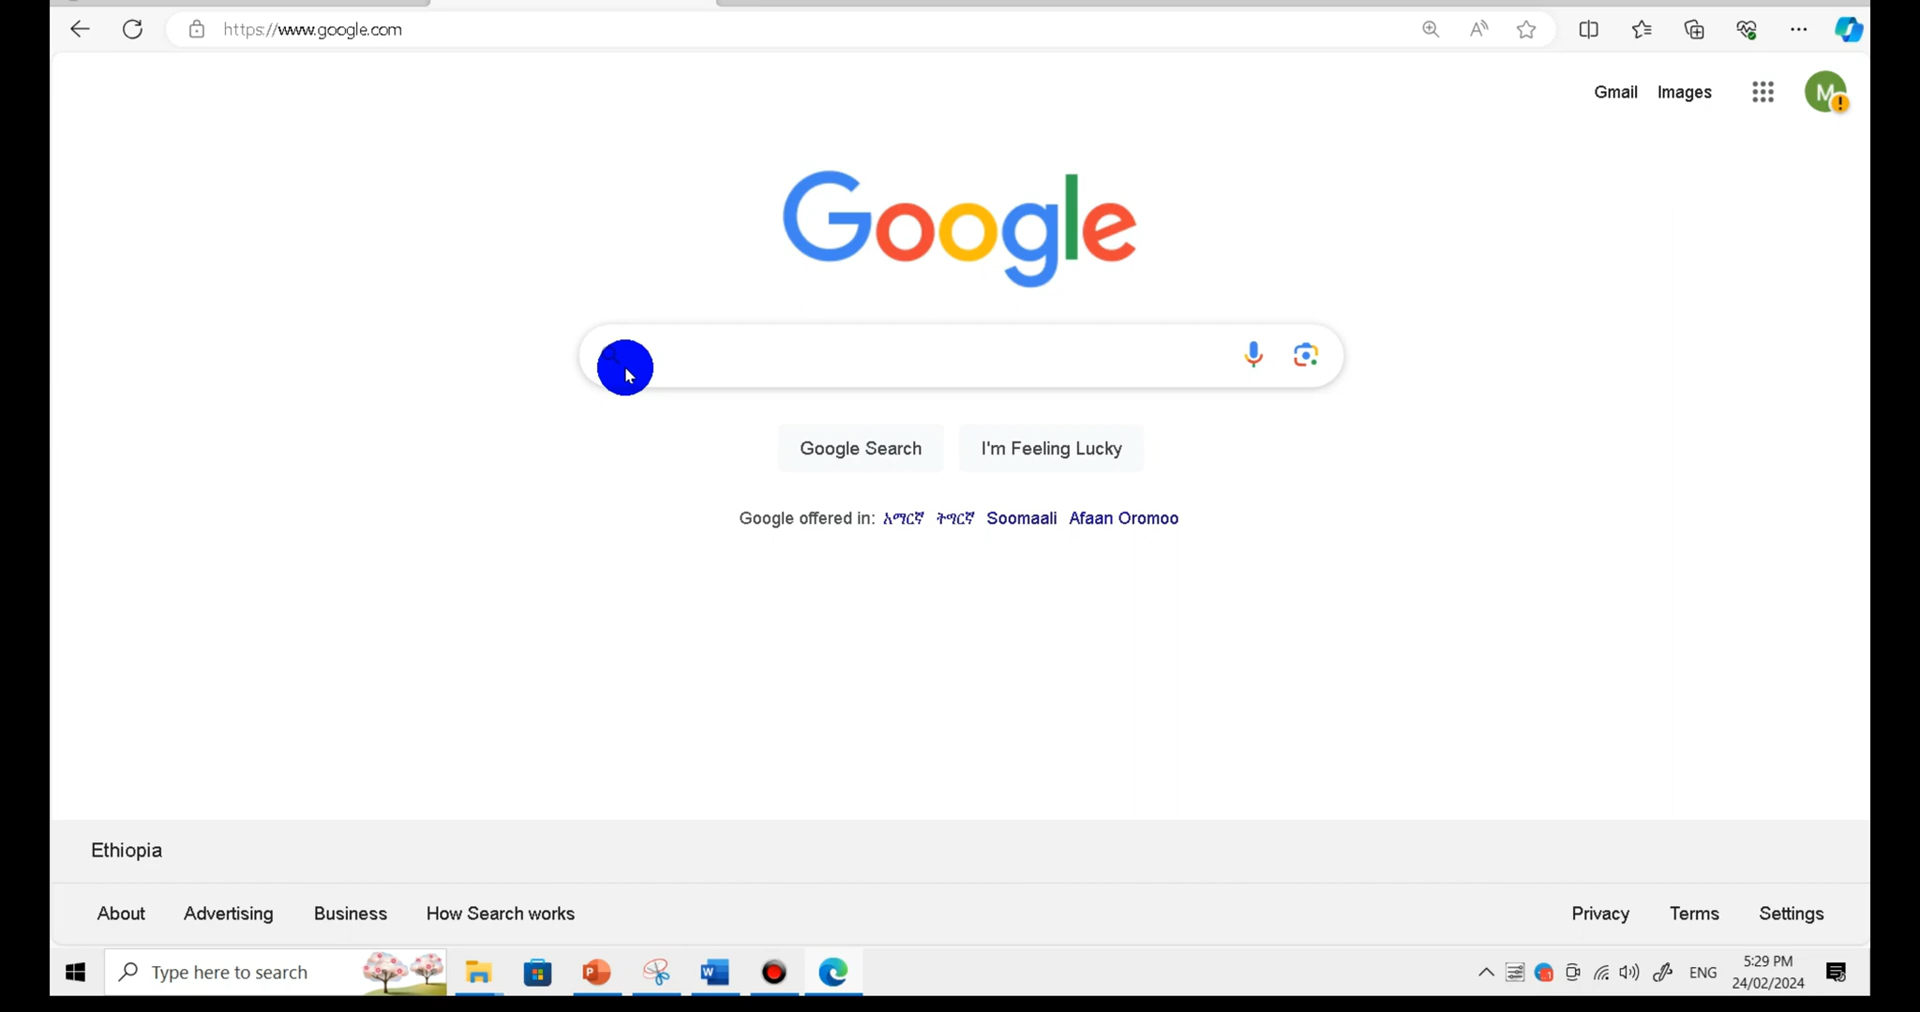 https://www.google.com
Gmail Images
M
Google
Google Search I'm Feeling Lucky
Google offered in: አማርኛ ትግርኛ Soomaali Afaan Oromoo
Ethiopia
About Advertising Business How Search works Privacy Terms Settings
Type here to search
ENG
5:29 PM
24/02/2024